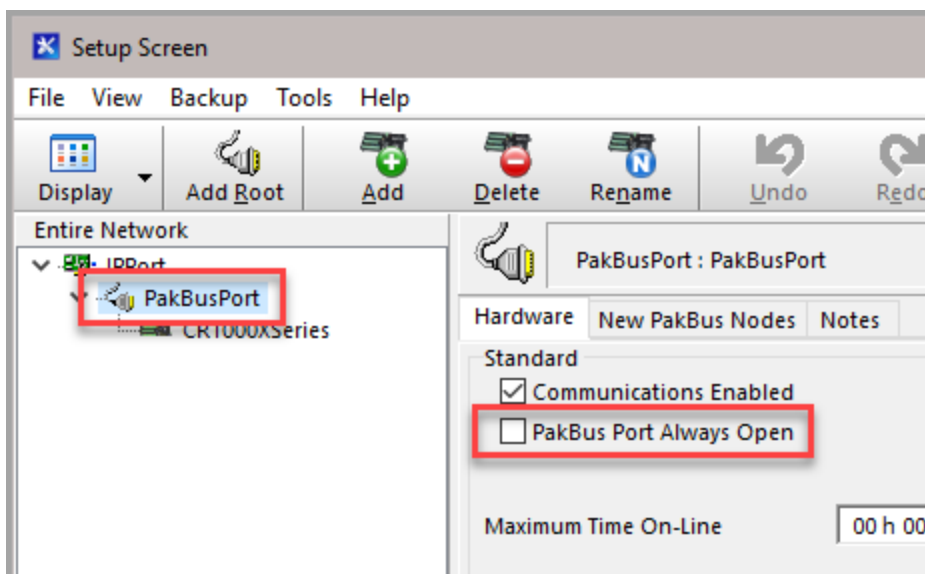 Setup Screen
File View Backup Tools Help
Display Add Root Add Delete Rename Undo Redo
Entire Network
IPPort
PakBusPort
CR1000XSeries
PakBusPort : PakBusPort
Hardware New PakBus Nodes Notes
Standard
Communications Enabled
PakBus Port Always Open
Maximum Time On-Line 00 h 00